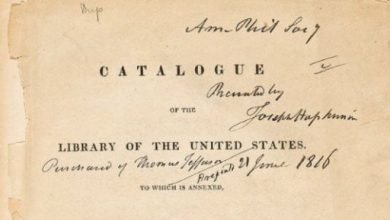 Dup
Am Phil Socy
CATALOGUE
Presented by
OF THE
Joseph Hopkinson
LIBRARY OF THE UNITED STATES.
Purchased of Thomas Jefferson
Presented 21 June 1816
TO WHICH IS ANNEXED,